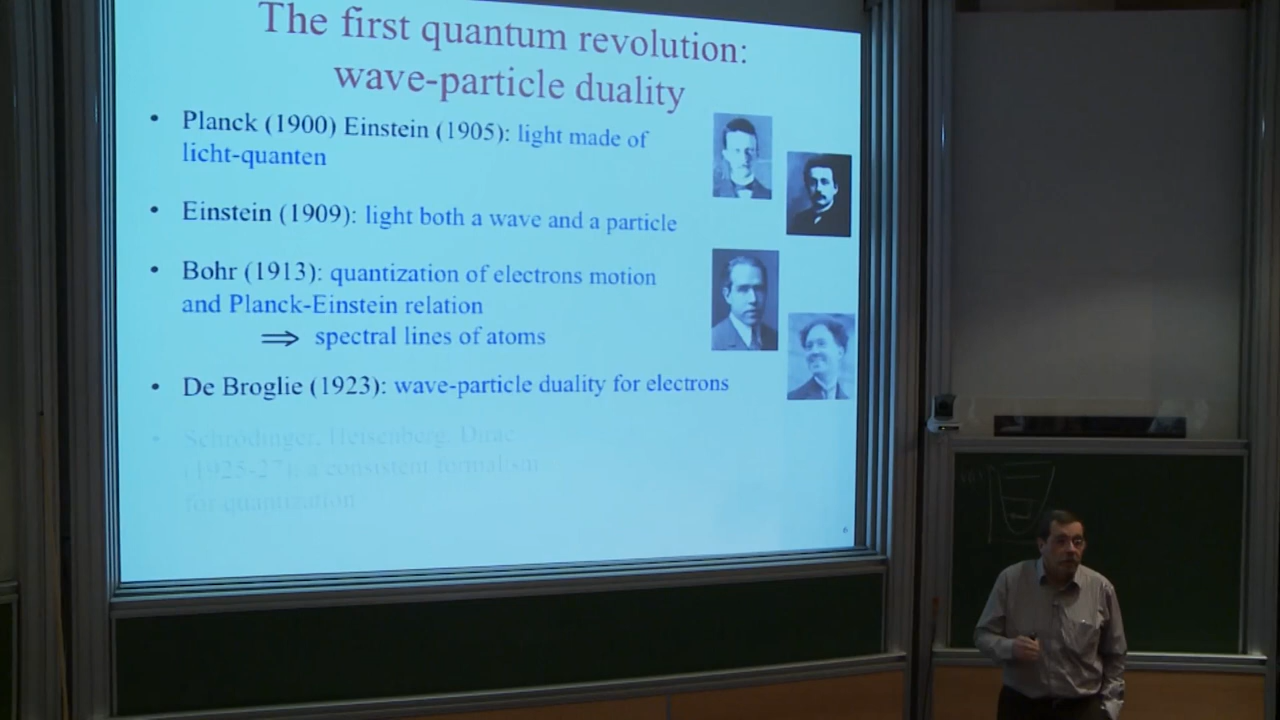 The first quantum revolution:
wave-particle duality
• Planck (1900) Einstein (1905): light made of
licht-quanten
• Einstein (1909): light both a wave and a particle
• Bohr (1913): quantization of electrons motion
and Planck-Einstein relation
⇒ spectral lines of atoms
• De Broglie (1923): wave-particle duality for electrons
• Schrödinger, Heisenberg, Dirac
(1925-27): a consistent formalism
for quantization
6